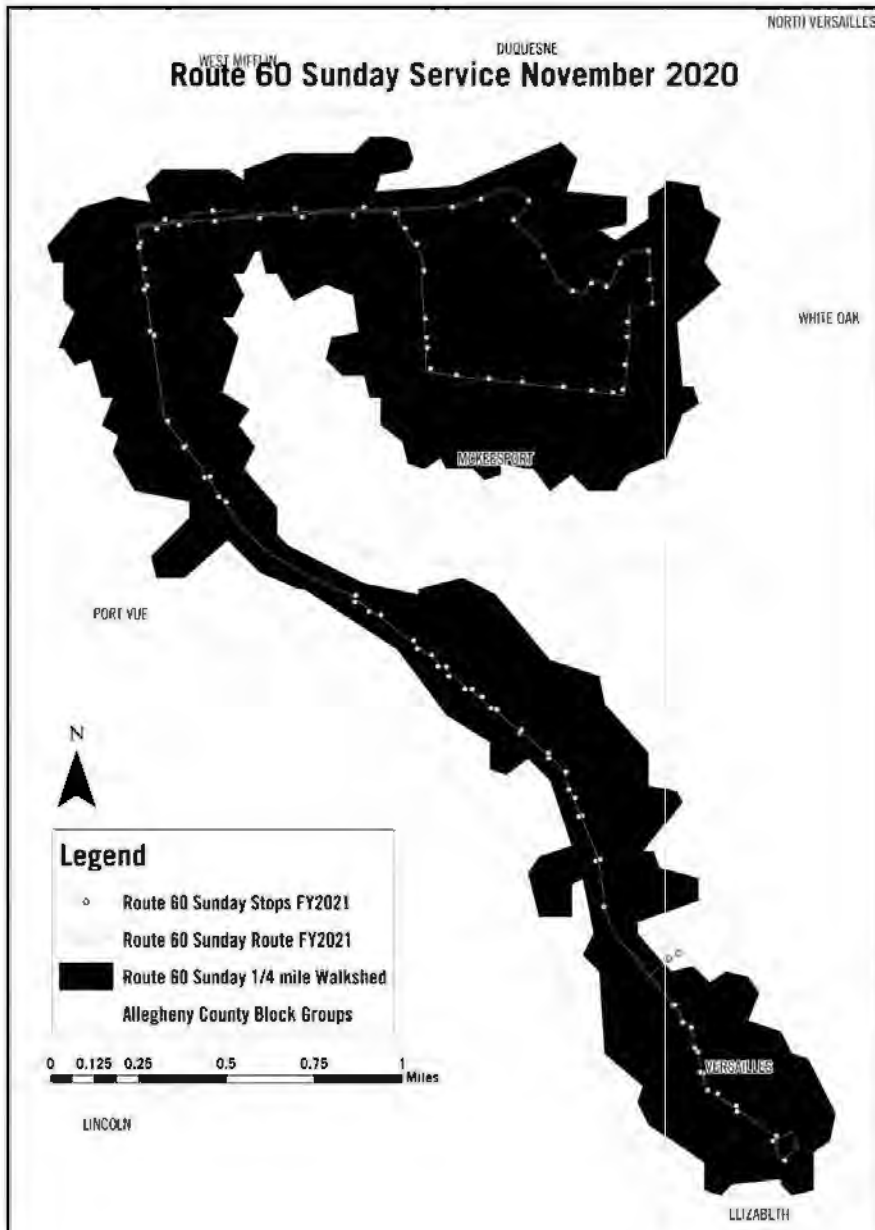 NORTH VERSAILLES
DUQUESNE
WEST MIFFLIN
Route 60 Sunday Service November 2020
WHITE OAK
MCKEESPORT
PORT VUE
N
Legend
Route 60 Sunday Stops FY2021
Route 60 Sunday Route FY2021
Route 60 Sunday 1/4 mile Walkshed
Allegheny County Block Groups
0 0.125 0.25 0.5 0.75 1
Miles
VERSAILLES
LINCOLN
ELIZABETH